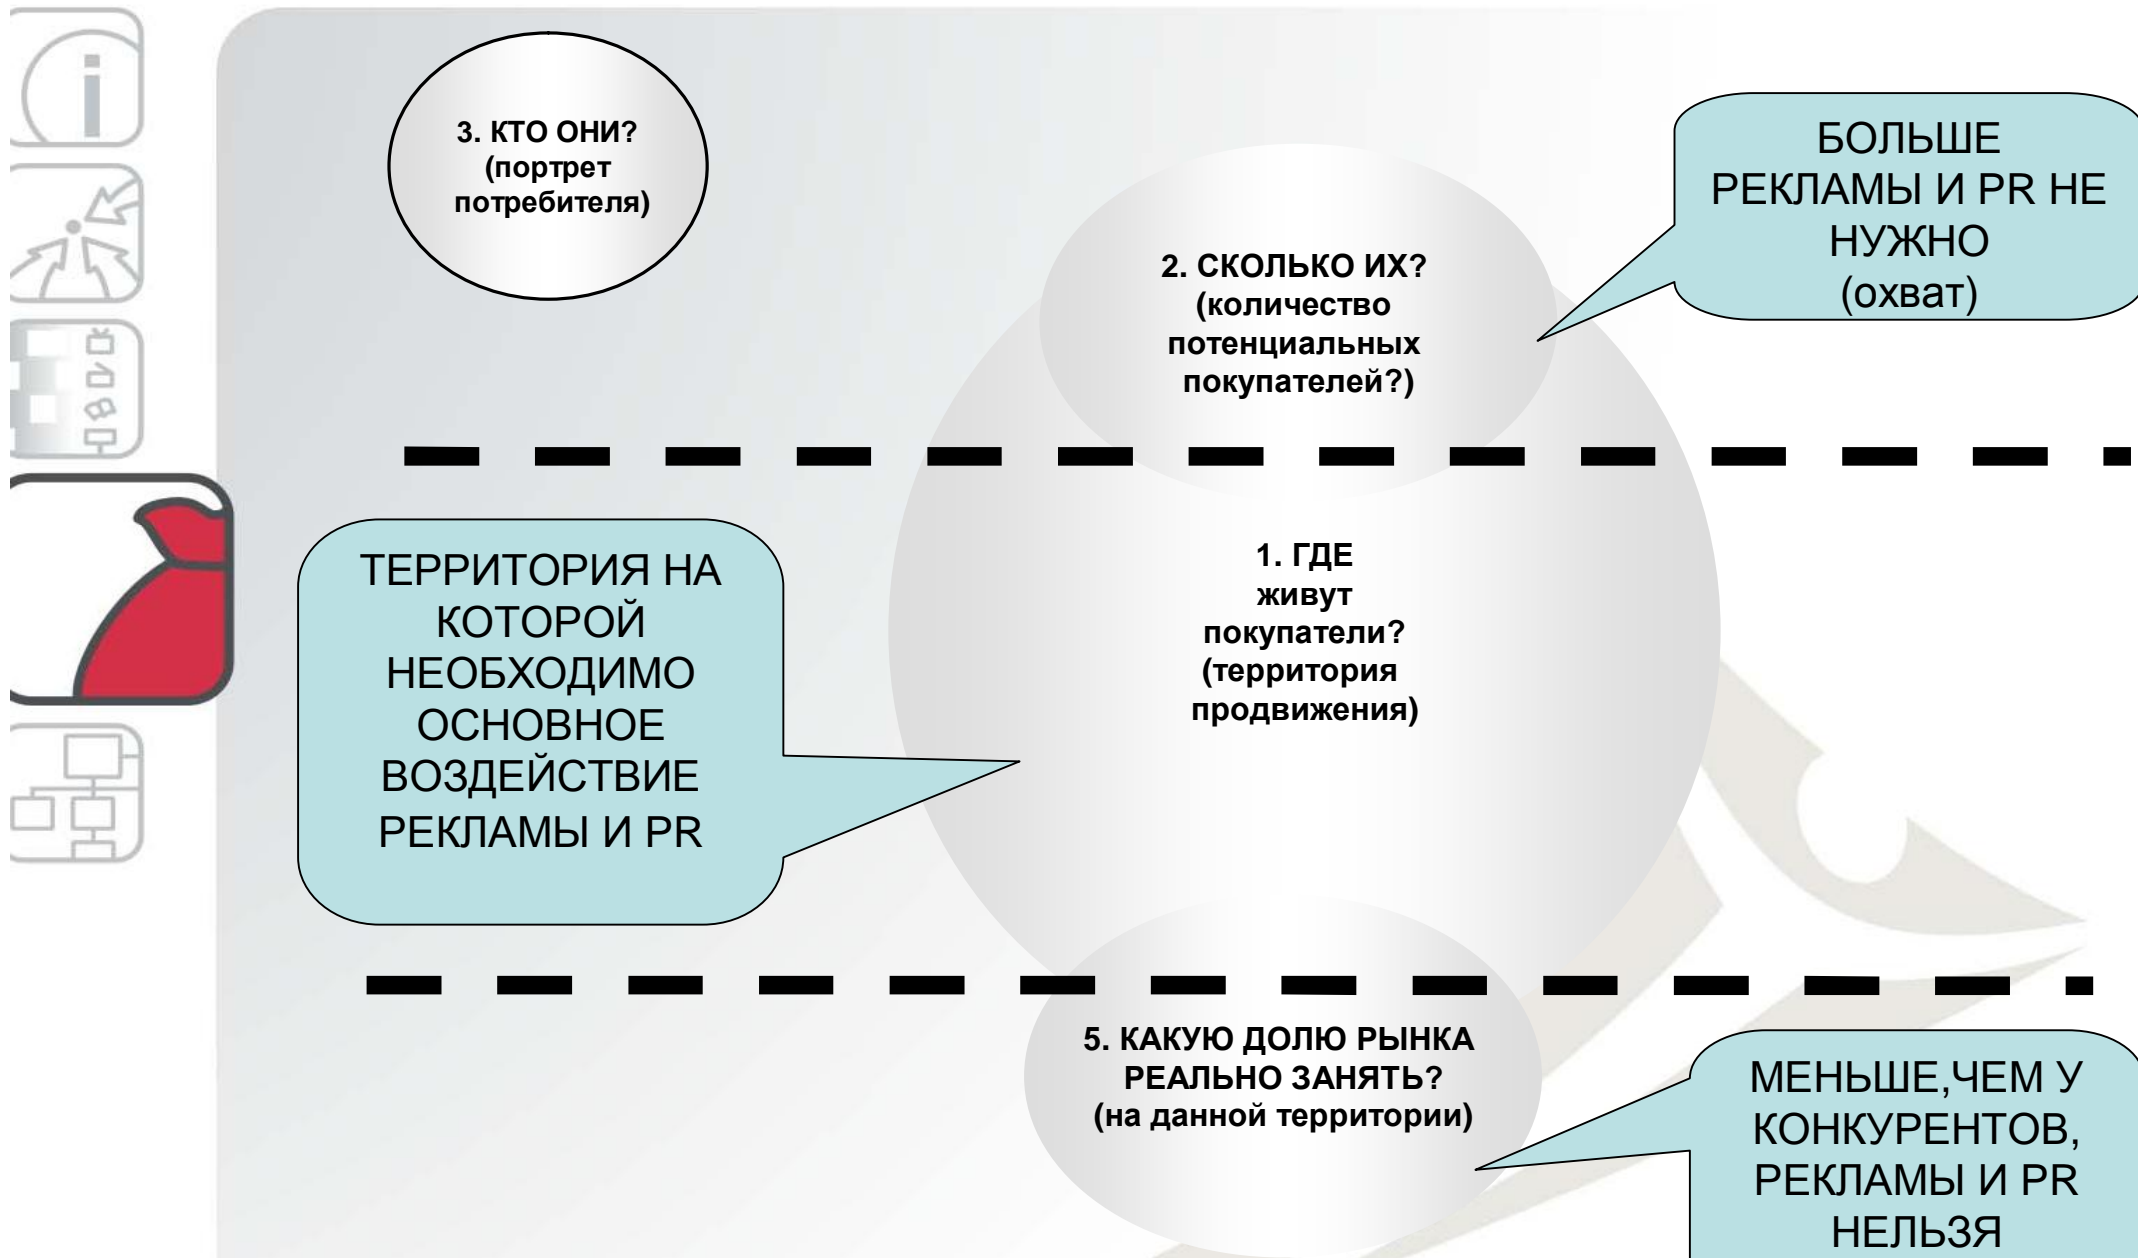 3. КТО ОНИ?
(портрет
потребителя)
БОЛЬШЕ
РЕКЛАМЫ И PR НЕ
НУЖНО
(охват)
2. СКОЛЬКО ИХ?
(количество
потенциальных
покупателей?)
ТЕРРИТОРИЯ НА
КОТОРОЙ
НЕОБХОДИМО
ОСНОВНОЕ
ВОЗДЕЙСТВИЕ
РЕКЛАМЫ И PR
1. ГДЕ
живут
покупатели?
(территория
продвижения)
5. КАКУЮ ДОЛЮ РЫНКА
РЕАЛЬНО ЗАНЯТЬ?
(на данной территории)
МЕНЬШЕ,ЧЕМ У
КОНКУРЕНТОВ,
РЕКЛАМЫ И PR
НЕЛЬЗЯ